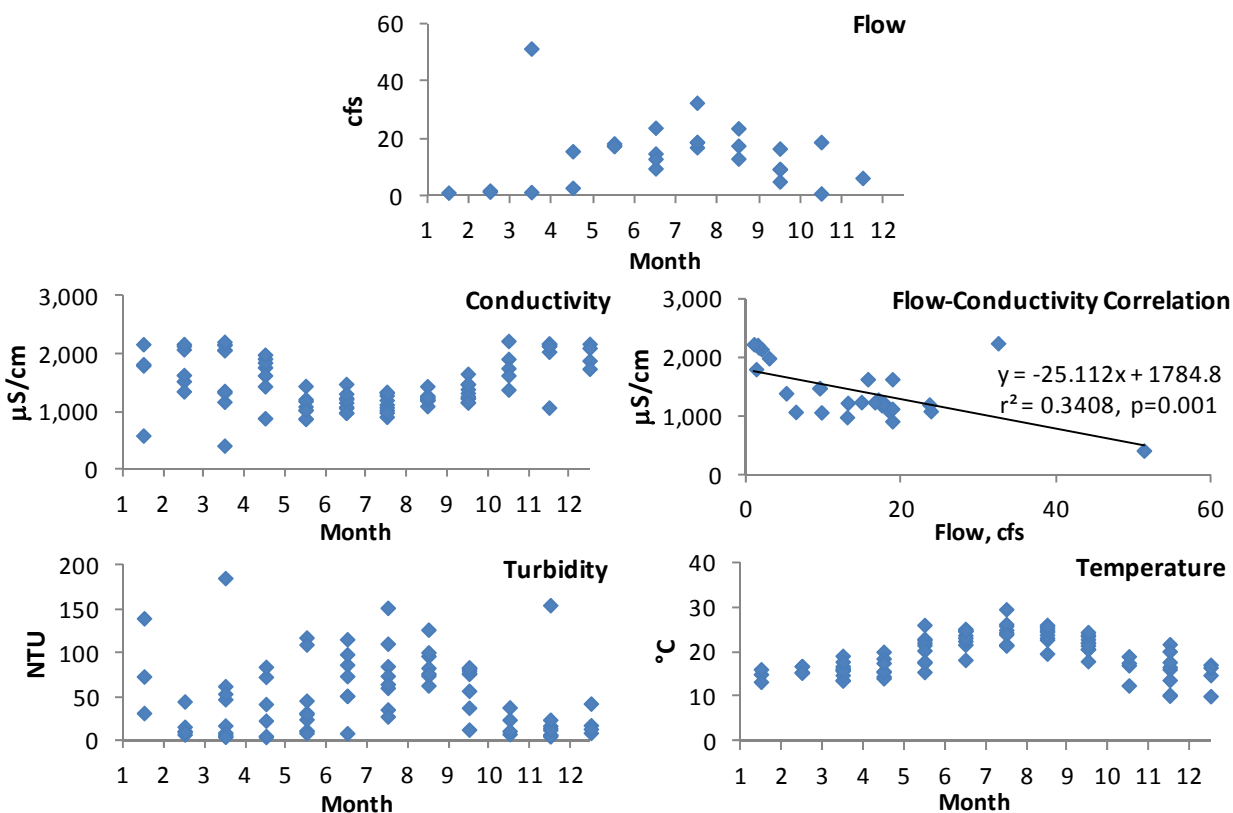 Flow
60
40
20
0
cfs
1 2 3 4 5 6 7 8 9 10 11 12
Month
Conductivity
3,000
2,000
1,000
0
µS/cm
1 2 3 4 5 6 7 8 9 10 11 12
Month
Flow-Conductivity Correlation
3,000
2,000
1,000
0
µS/cm
y = -25.112x + 1784.8
r² = 0.3408, p=0.001
0 20 40 60
Flow, cfs
Turbidity
200
150
100
50
0
NTU
1 2 3 4 5 6 7 8 9 10 11 12
Month
Temperature
40
30
20
10
0
°C
1 2 3 4 5 6 7 8 9 10 11 12
Month